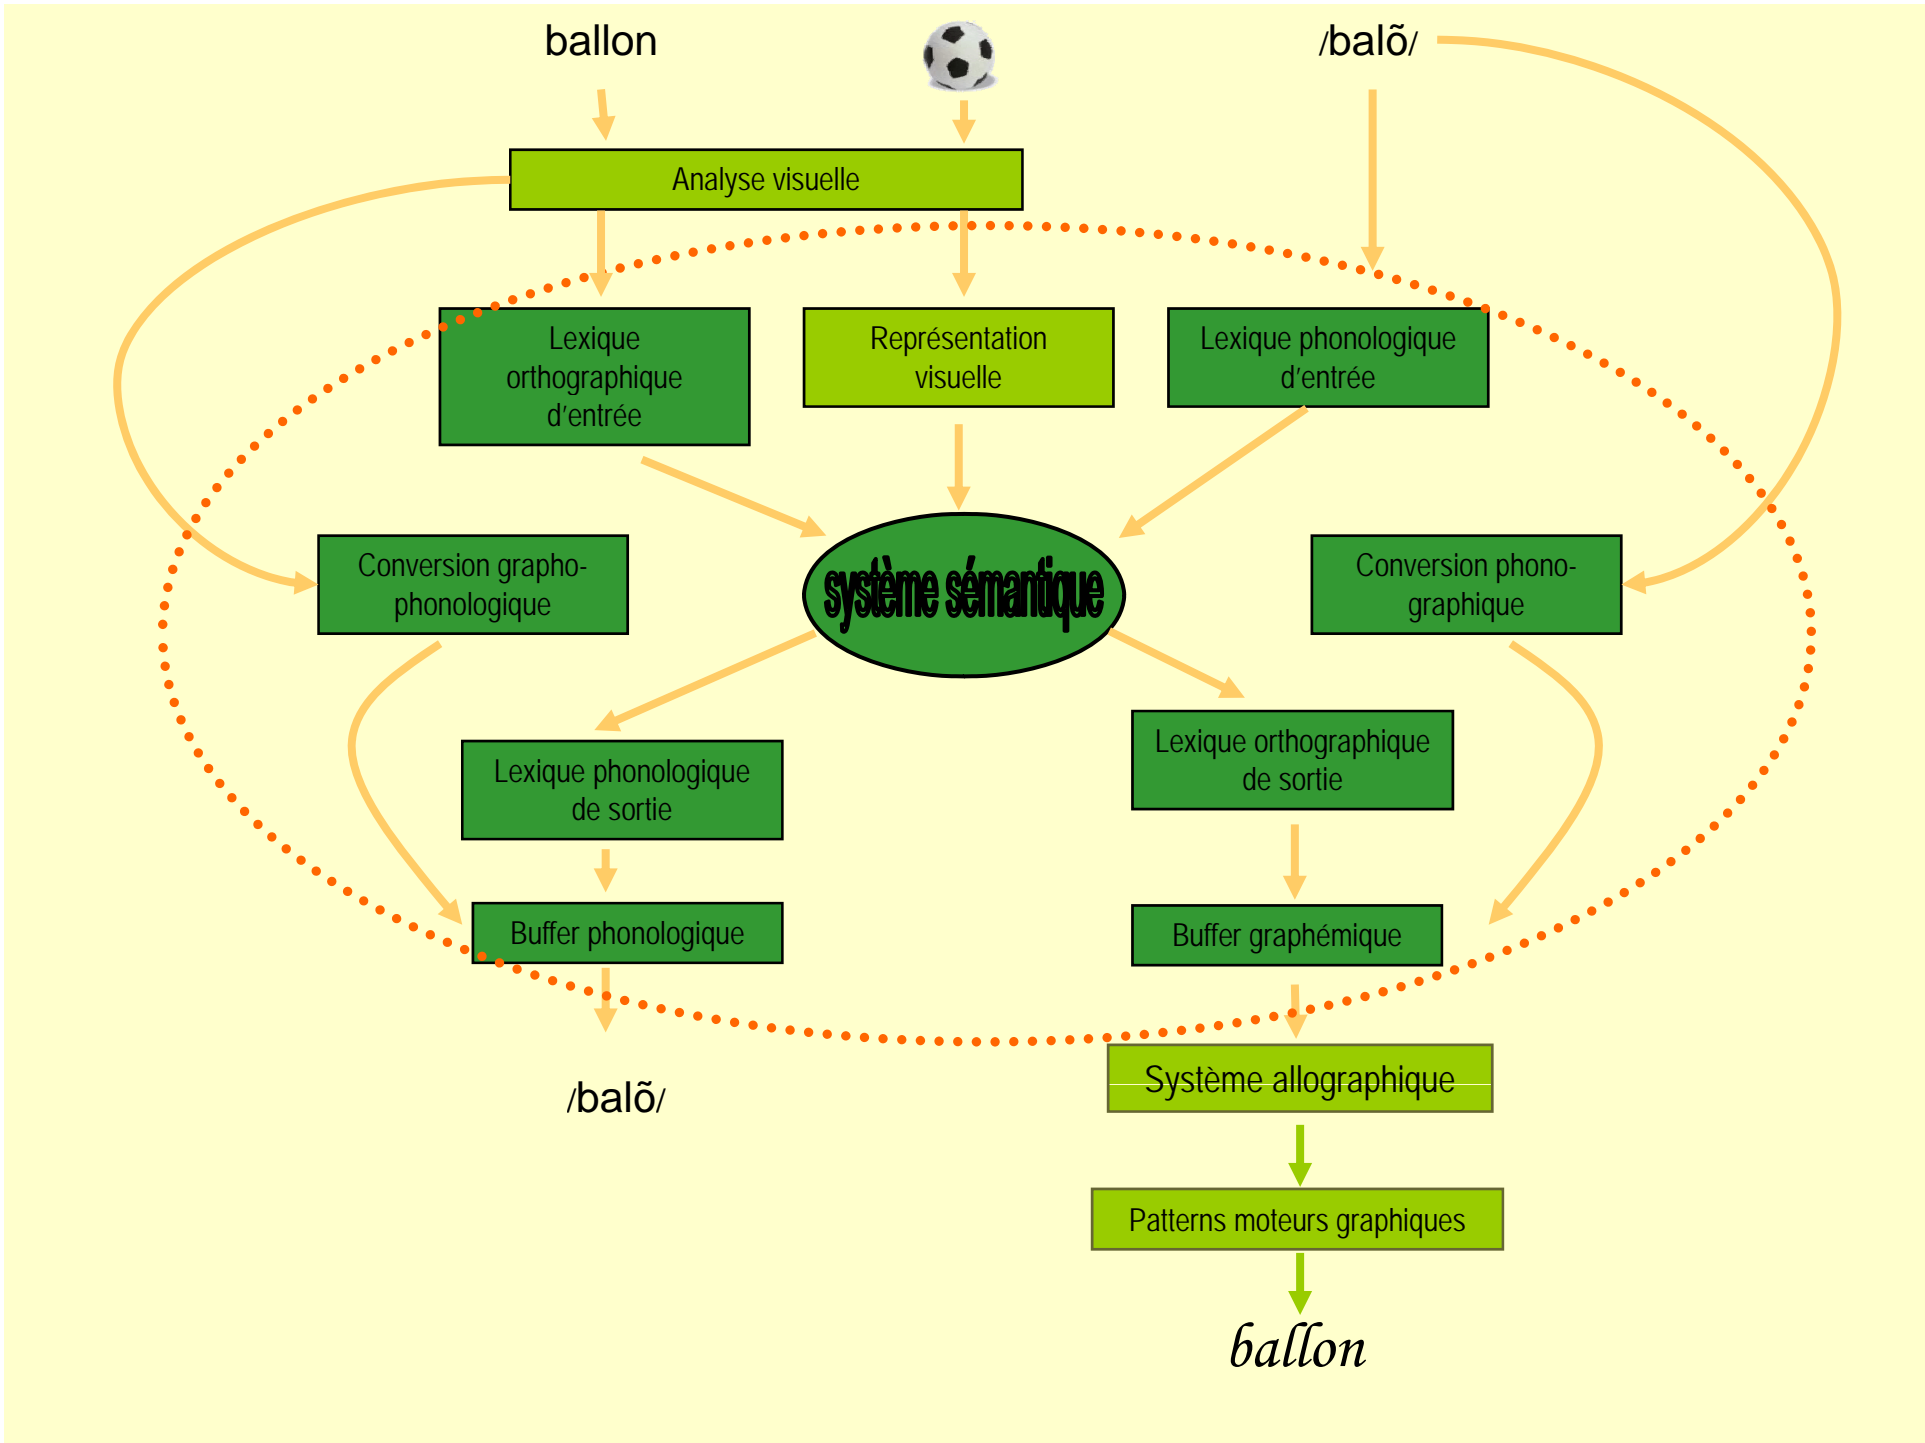 ballon
/balõ/
Analyse visuelle
Lexique
orthographique
d'entrée
Représentation
visuelle
Lexique phonologique
d'entrée
Conversion grapho-
phonologique
système sémantique
Conversion phono-
graphique
Lexique phonologique
de sortie
Lexique orthographique
de sortie
Buffer phonologique
Buffer graphémique
/balõ/
Système allographique
Patterns moteurs graphiques
ballon